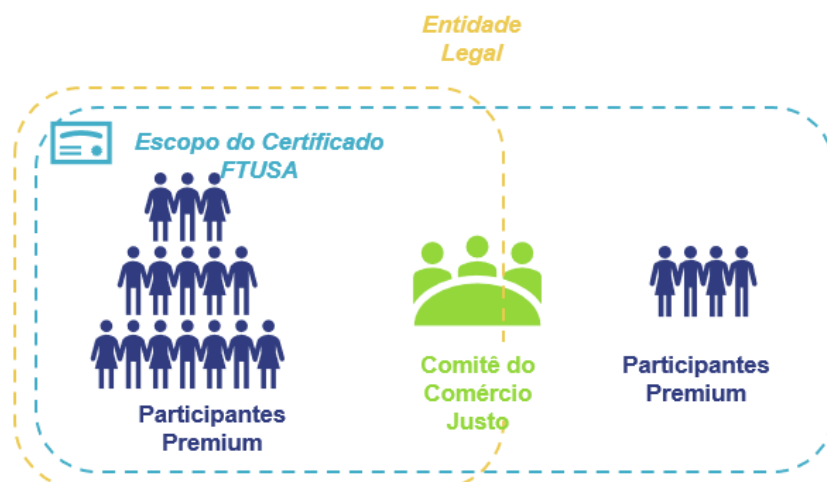 Entidade
Legal
Escopo do Certificado
FTUSA
Participantes
Premium
Comitê do
Comércio
Justo
Participantes
Premium